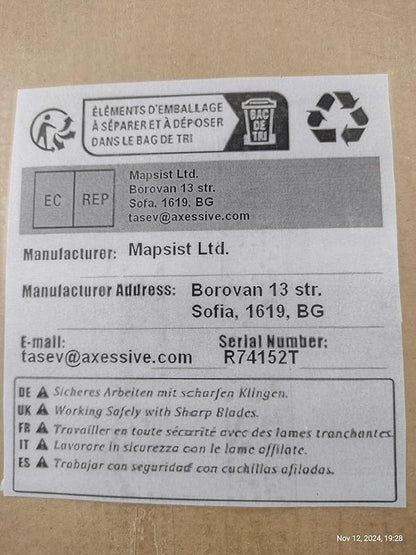 ÉLÉMENTS D'EMBALLAGE
À SÉPARER ET À DÉPOSER
DANS LE BAC DE TRI
BAC
DE
TRI
EC REP
Mapsist Ltd.
Borovan 13 str.
Sofa, 1619, BG
tasev@axessive.com
Manufacturer: Mapsist Ltd.
Manufacturer Address: Borovan 13 str.
Sofia, 1619, BG
E-mail: Serial Number:
tasev@axessive.com R74152T
DE Sicheres Arbeiten mit scharfen Klingen.
UK Working Safely with Sharp Blades.
FR Travailler en toute sécurité avec des lames tranchantes.
IT Lavorare in sicurezza con le lame affilate.
ES Trabajar con seguridad con cuchillas afiladas.
Nov 12, 2024, 19:28